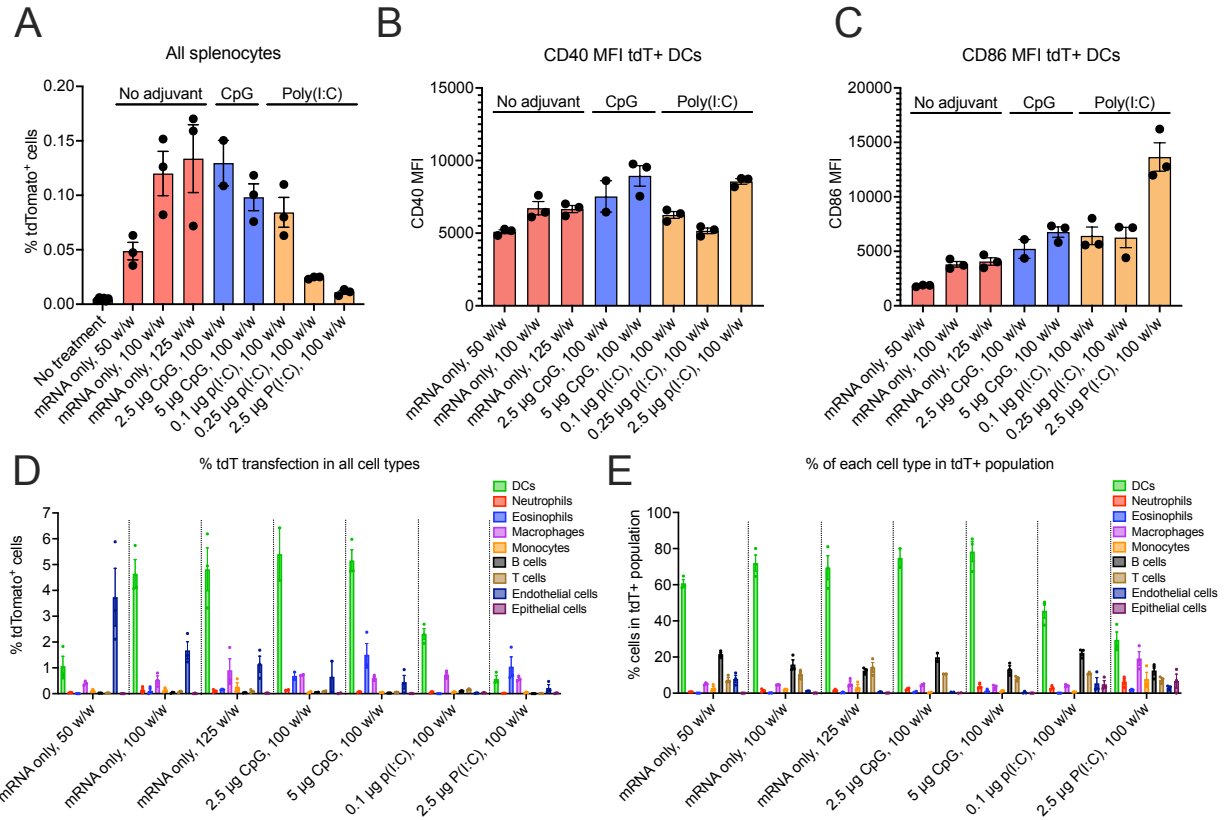 A
All splenocytes
% tdTomato⁺ cells
0.20
0.15
0.10
0.05
0.00
No adjuvant
CpG
Poly(I:C)
No treatment
mRNA only, 50 w/w
mRNA only, 100 w/w
mRNA only, 125 w/w
2.5 µg CpG, 100 w/w
5 µg CpG, 100 w/w
0.1 µg p(I:C), 100 w/w
0.25 µg p(I:C), 100 w/w
2.5 µg P(I:C), 100 w/w
B
CD40 MFI tdT+ DCs
CD40 MFI
15000
10000
5000
0
No adjuvant
CpG
Poly(I:C)
mRNA only, 50 w/w
mRNA only, 100 w/w
mRNA only, 125 w/w
2.5 µg CpG, 100 w/w
5 µg CpG, 100 w/w
0.1 µg p(I:C), 100 w/w
0.25 µg p(I:C), 100 w/w
2.5 µg P(I:C), 100 w/w
C
CD86 MFI tdT+ DCs
CD86 MFI
20000
15000
10000
5000
0
No adjuvant
CpG
Poly(I:C)
mRNA only, 50 w/w
mRNA only, 100 w/w
mRNA only, 125 w/w
2.5 µg CpG, 100 w/w
5 µg CpG, 100 w/w
0.1 µg p(I:C), 100 w/w
0.25 µg p(I:C), 100 w/w
2.5 µg P(I:C), 100 w/w
D
% tdT transfection in all cell types
% tdTomato⁺ cells
7
6
5
4
3
2
1
0
DCs
Neutrophils
Eosinophils
Macrophages
Monocytes
B cells
T cells
Endothelial cells
Epithelial cells
mRNA only, 50 w/w
mRNA only, 100 w/w
mRNA only, 125 w/w
2.5 µg CpG, 100 w/w
5 µg CpG, 100 w/w
0.1 µg p(I:C), 100 w/w
2.5 µg P(I:C), 100 w/w
E
% of each cell type in tdT+ population
% cells in tdT+ population
100
80
60
40
20
0
DCs
Neutrophils
Eosinophils
Macrophages
Monocytes
B cells
T cells
Endothelial cells
Epithelial cells
mRNA only, 50 w/w
mRNA only, 100 w/w
mRNA only, 125 w/w
2.5 µg CpG, 100 w/w
5 µg CpG, 100 w/w
0.1 µg p(I:C), 100 w/w
2.5 µg P(I:C), 100 w/w